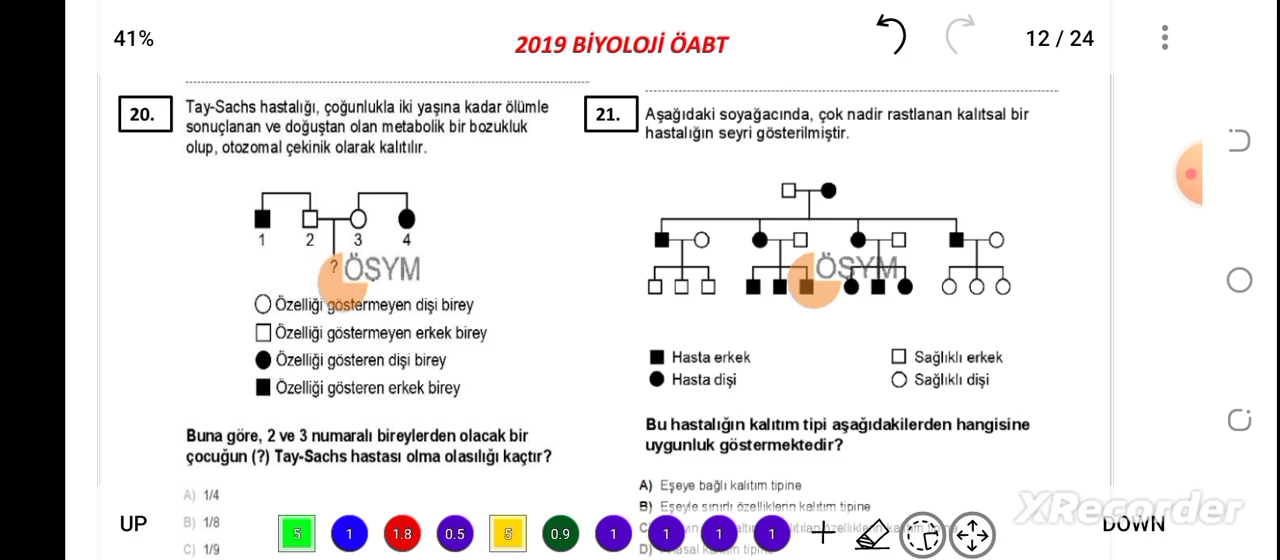 41%
2019 BİYOLOJİ ÖABT
12 / 24
20.
Tay-Sachs hastalığı, çoğunlukla iki yaşına kadar ölümle
sonuçlanan ve doğuştan olan metabolik bir bozukluk
olup, otozomal çekinik olarak kalıtılır.
1 2 3 4
?
ÖSYM
Özelliği göstermeyen dişi birey
Özelliği göstermeyen erkek birey
Özelliği gösteren dişi birey
Özelliği gösteren erkek birey
Buna göre, 2 ve 3 numaralı bireylerden olacak bir
çocuğun (?) Tay-Sachs hastası olma olasılığı kaçtır?
A) 1/4
B) 1/8
C) 1/9
21.
Aşağıdaki soyağacında, çok nadir rastlanan kalıtsal bir
hastalığın seyri gösterilmiştir.
ÖSYM
Hasta erkek
Sağlıklı erkek
Hasta dişi
Sağlıklı dişi
Bu hastalığın kalıtım tipi aşağıdakilerden hangisine
uygunluk göstermektedir?
A) Eşeye bağlı kalıtım tipine
B) Eşeyle sınırlı özelliklerin kalıtım tipine
C)
D)
XRecorder
UP
5 1 1.8 0.5 5 0.9 1 1 1 1
DOWN